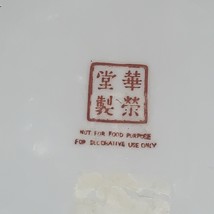 華榮
堂製
NOT FOR FOOD PURPOSE
FOR DECORATIVE USE ONLY